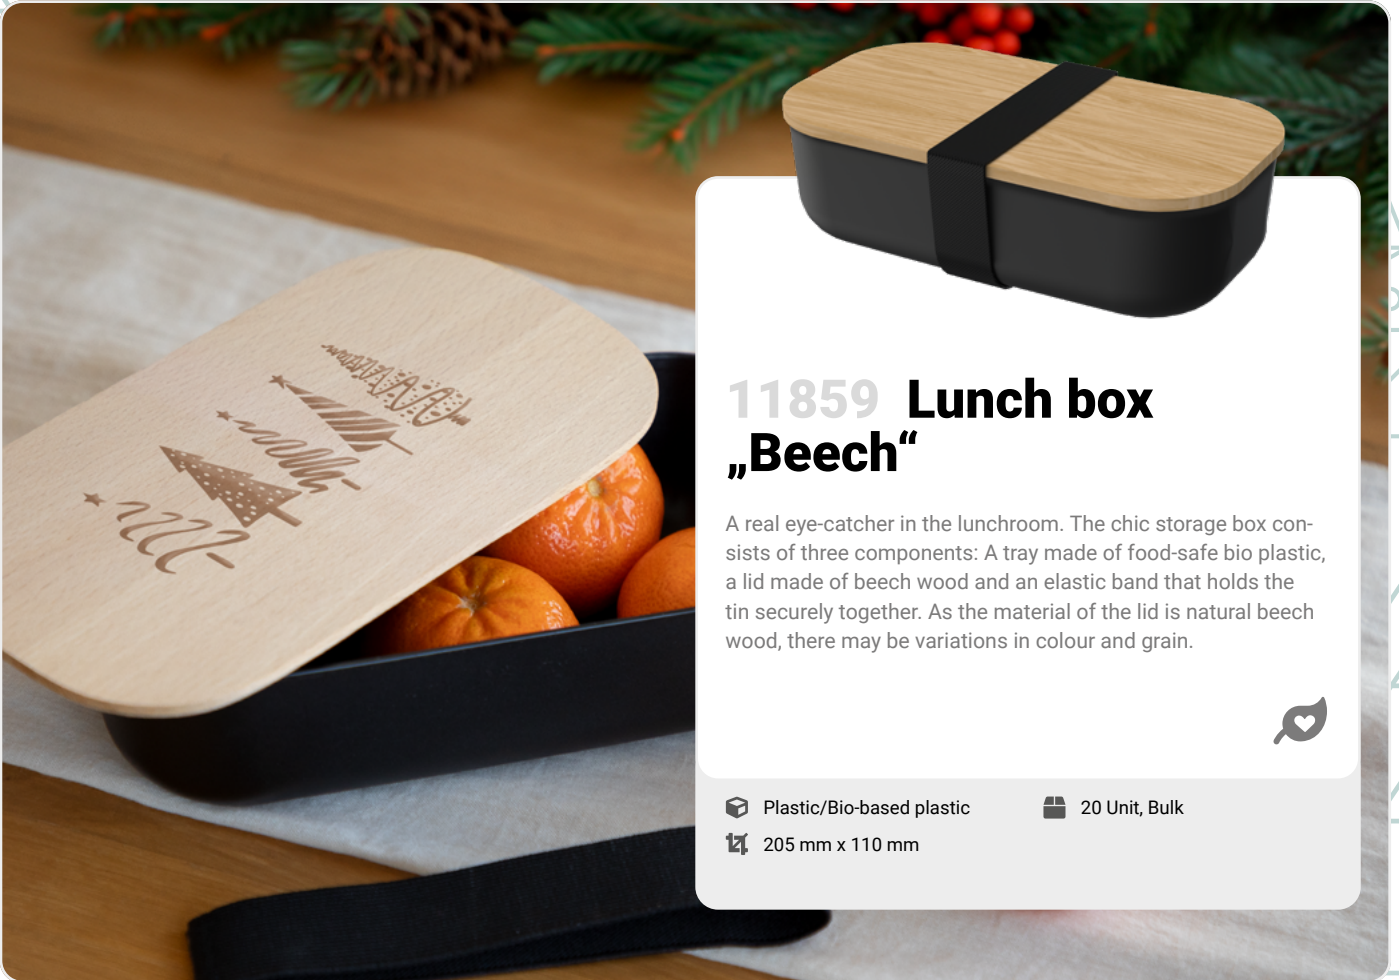 11859 Lunch box
„Beech“
A real eye-catcher in the lunchroom. The chic storage box con-
sists of three components: A tray made of food-safe bio plastic,
a lid made of beech wood and an elastic band that holds the
tin securely together. As the material of the lid is natural beech
wood, there may be variations in colour and grain.
Plastic/Bio-based plastic
20 Unit, Bulk
205 mm x 110 mm